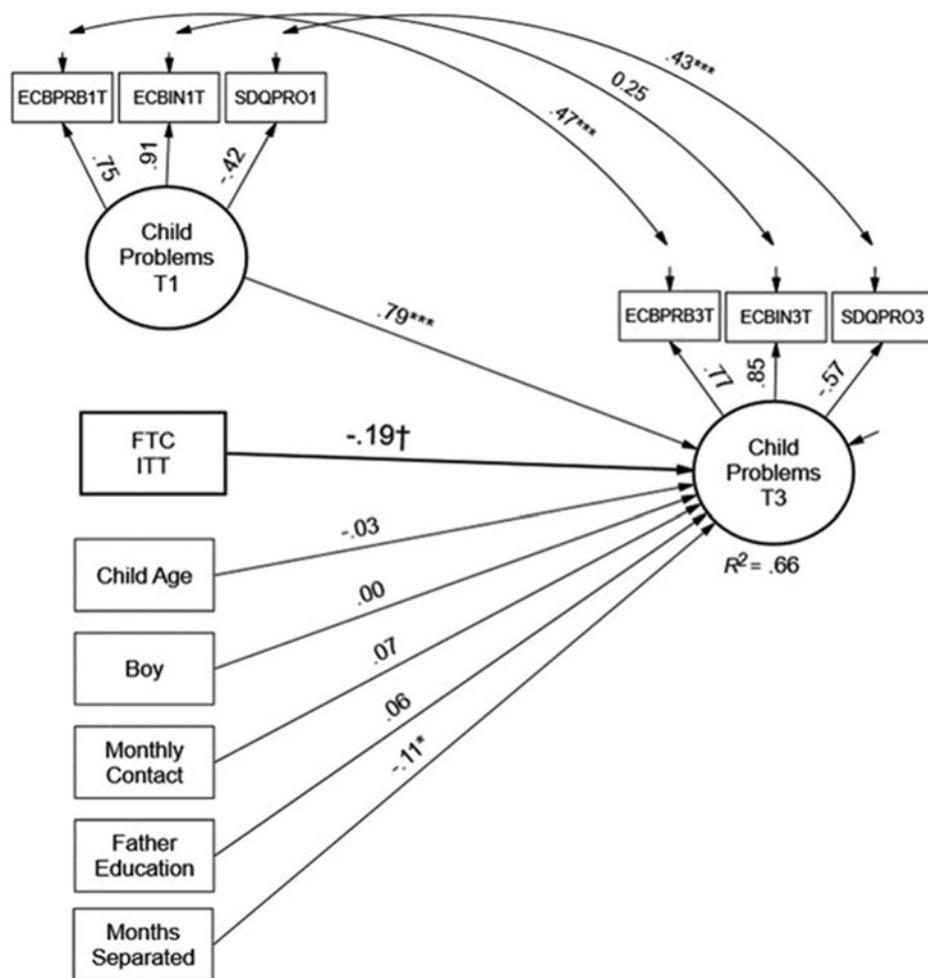 .43***
0.25
.47***
ECBPRB1T
ECBIN1T
SDQPRO1
.75
.91
-.42
Child
Problems
T1
.79***
ECBPRB3T
ECBIN3T
SDQPRO3
.77
.85
-.57
Child
Problems
T3
R² = .66
FTC
ITT
-.19†
Child Age
-.03
Boy
.00
Monthly
Contact
.07
Father
Education
.06
Months
Separated
-.11*